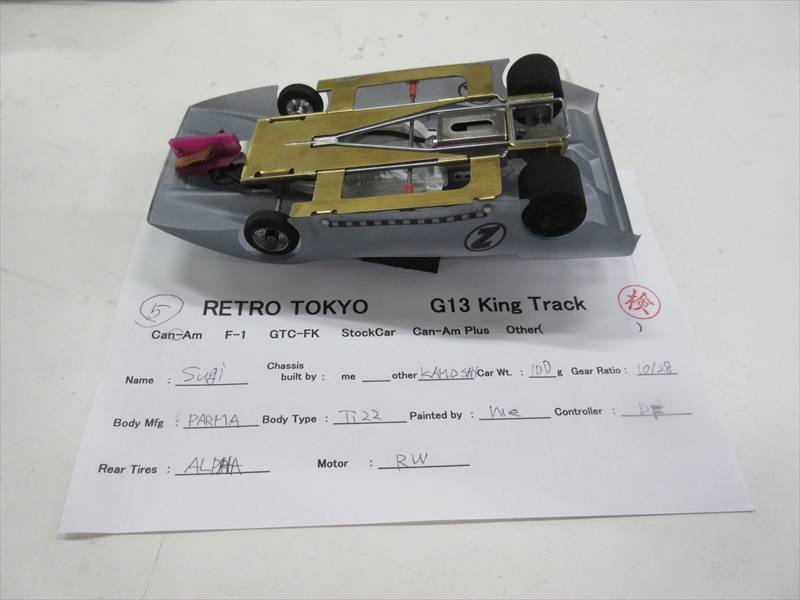 Z
5 RETRO TOKYO G13 King Track 検
Can-Am F-1 GTC-FK StockCar Can-Am Plus Other( )
Name : Sugi Chassis built by : me ____ other KAMOSAN Car Wt. : 100 g Gear Ratio : 10/28
Body Mfg : PARMA Body Type : Ti22 Painted by : Me Controller : DF
Rear Tires : ALPHA Motor : RW